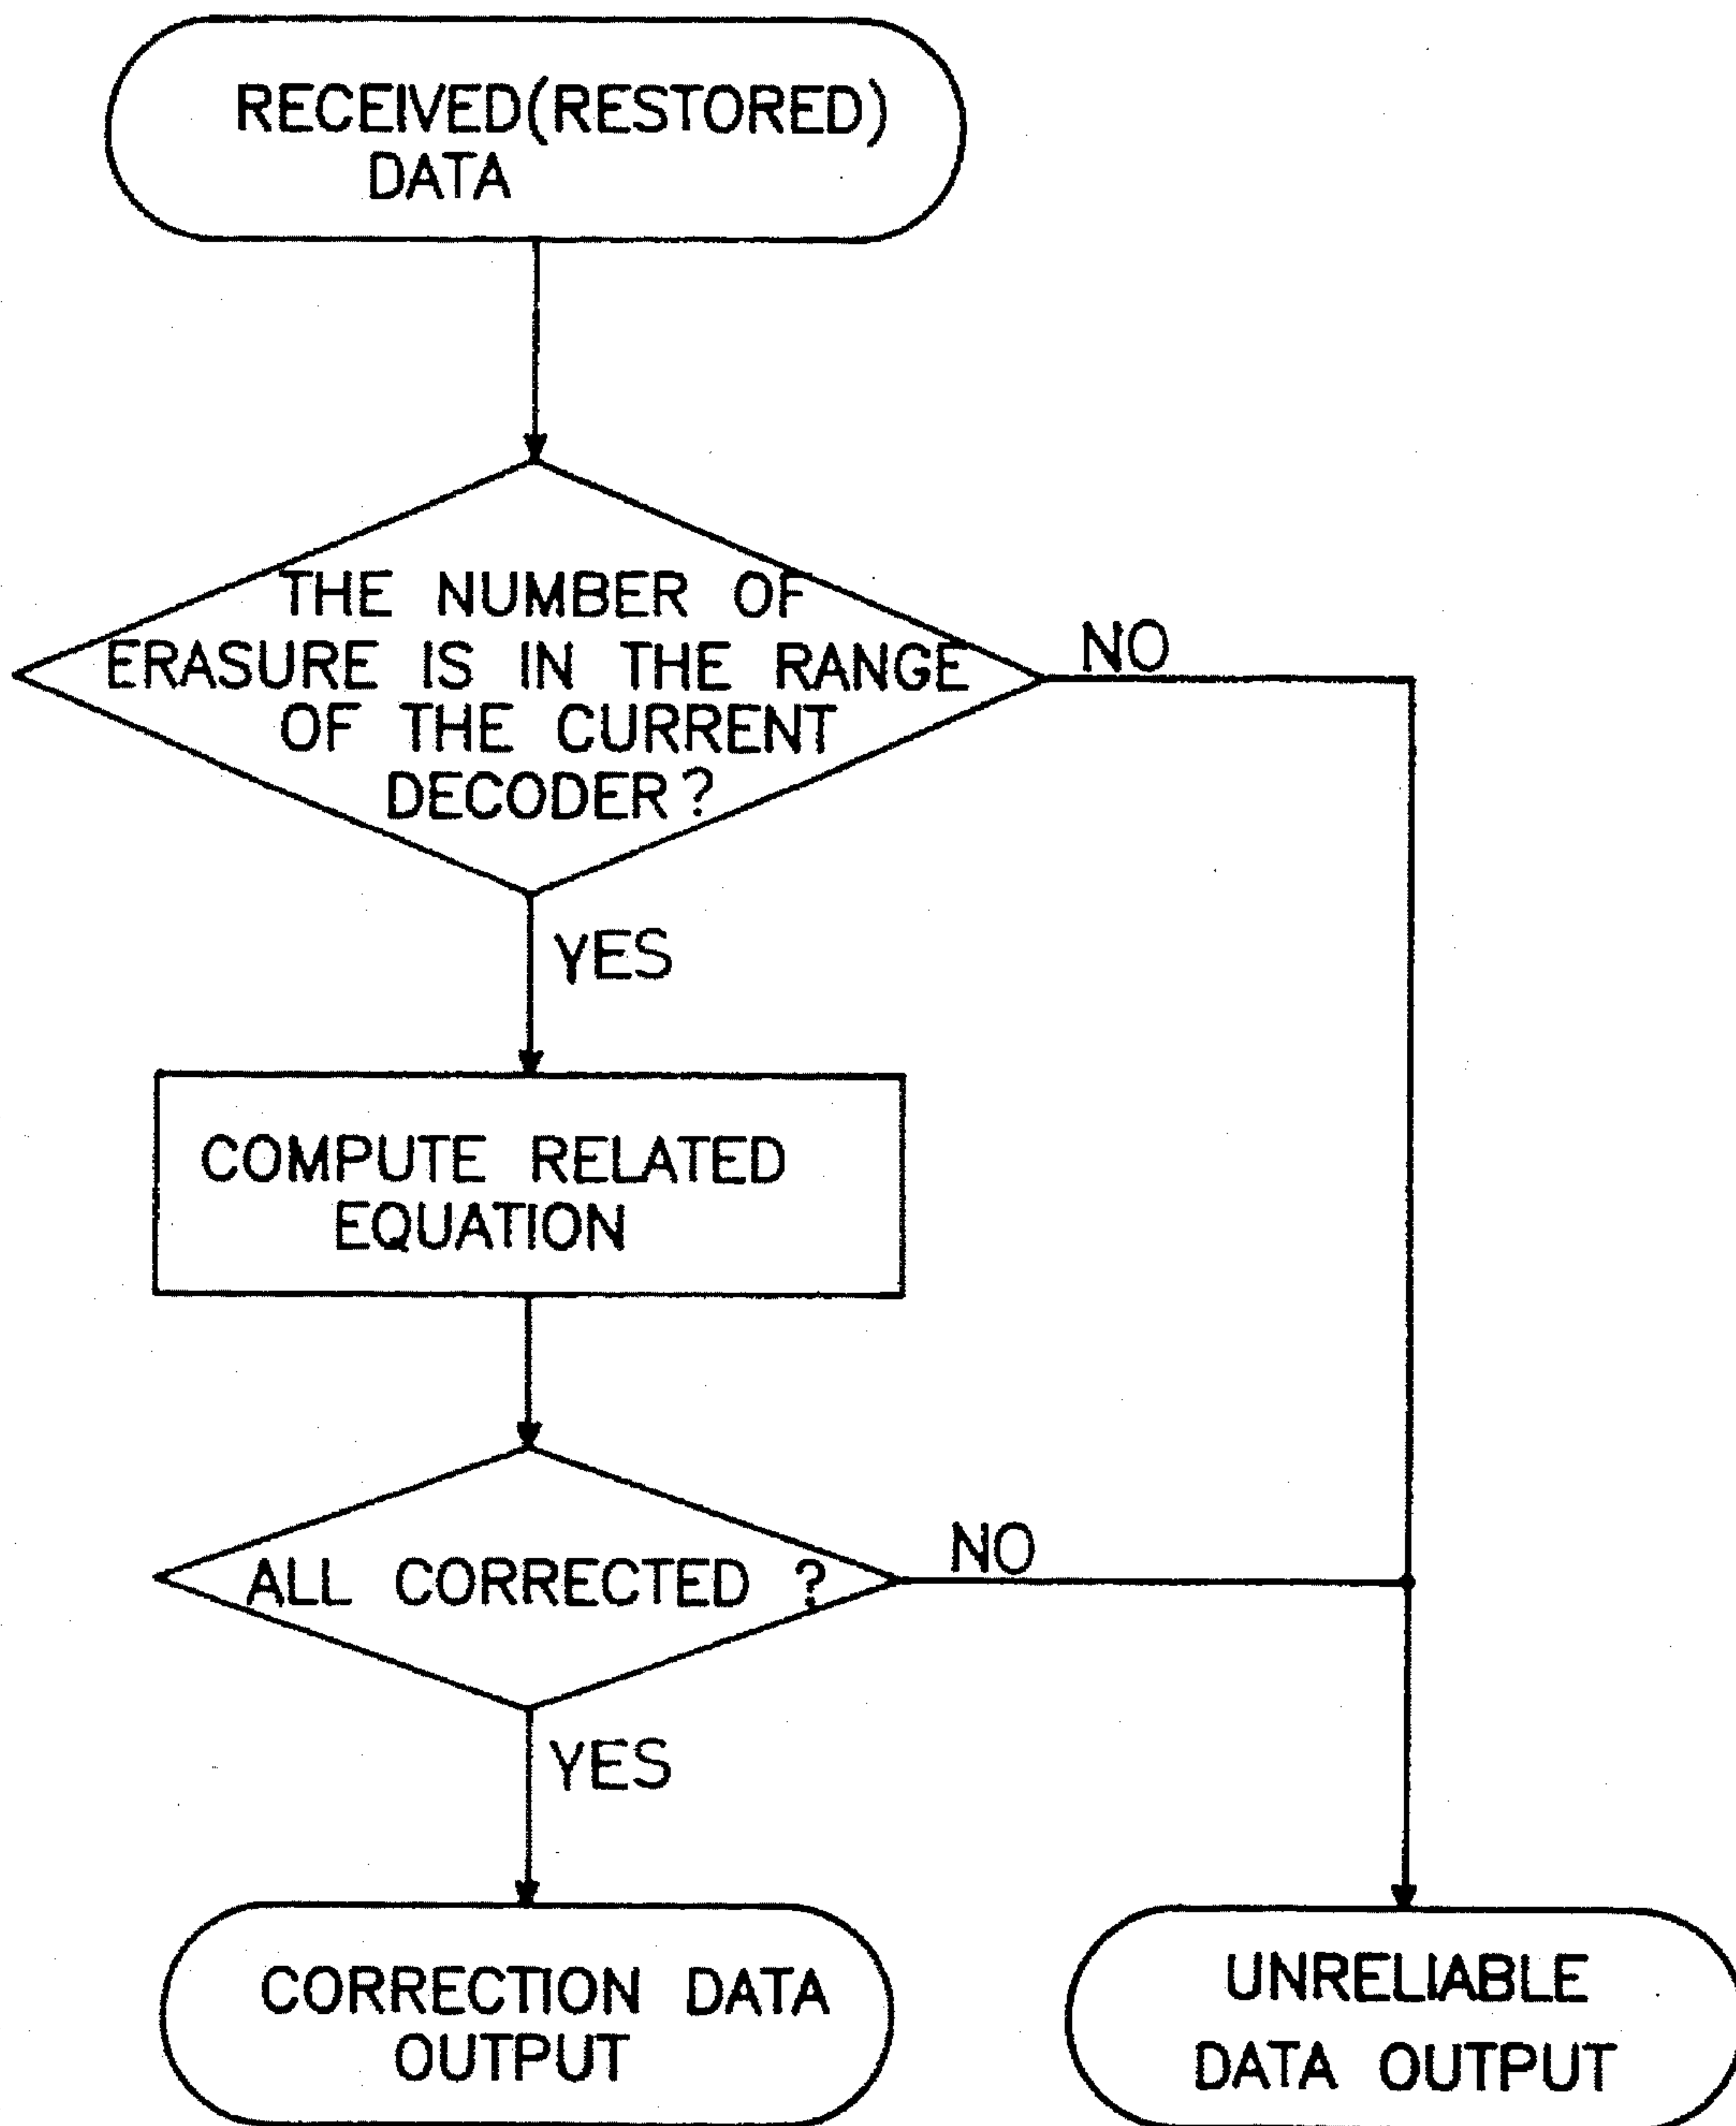 RECEIVED(RESTORED)
DATA
THE NUMBER OF
ERASURE IS IN THE RANGE
OF THE CURRENT
DECODER?
NO
YES
COMPUTE RELATED
EQUATION
ALL CORRECTED ?
NO
YES
CORRECTION DATA
OUTPUT
UNRELIABLE
DATA OUTPUT